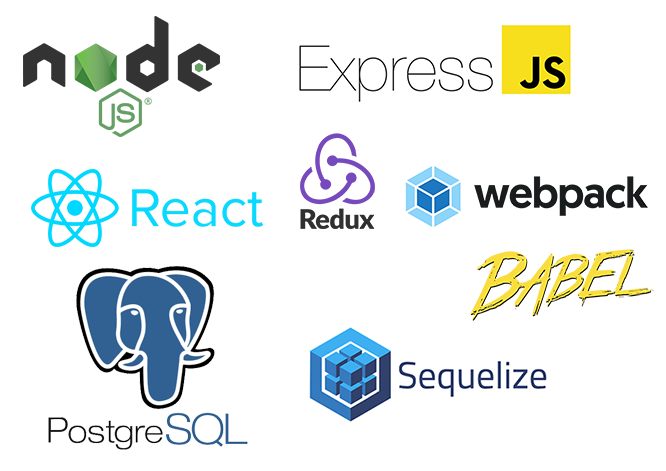 node
JS®
Express JS
React
Redux
webpack
BABEL
Sequelize
PostgreSQL